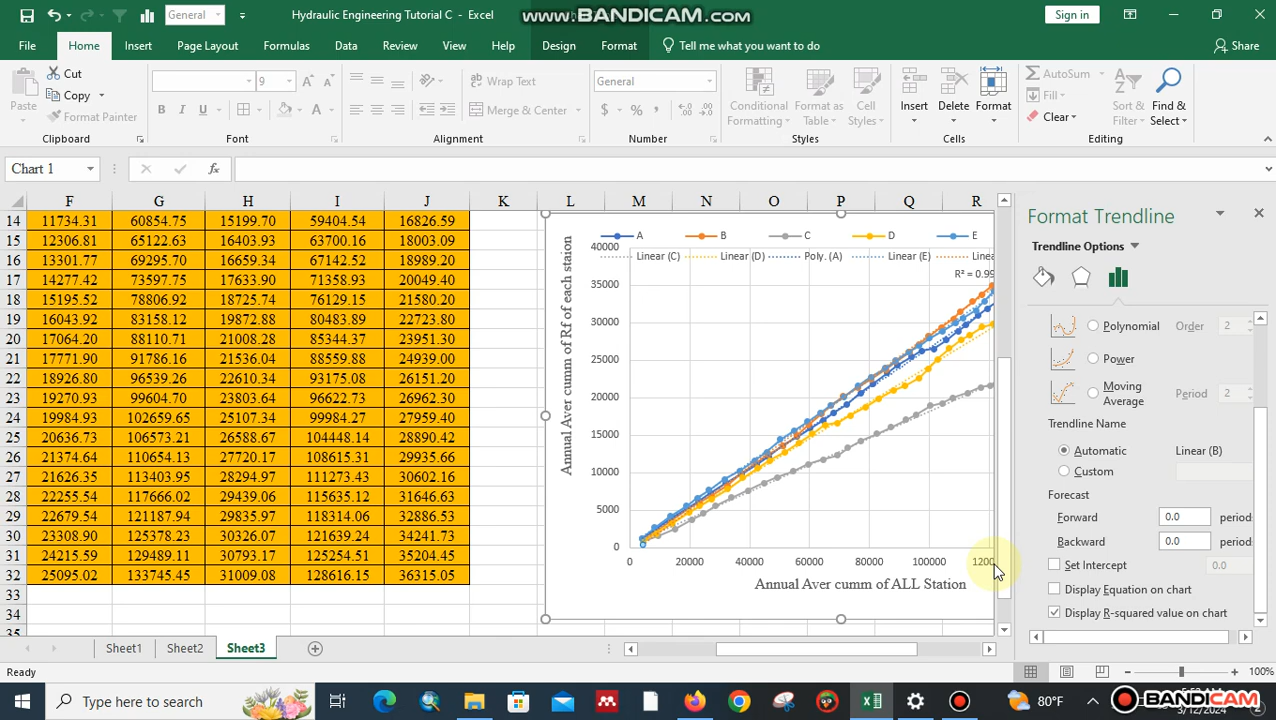 General
Hydraulic Engineering Tutorial C - Excel
www.BANDICAM.com
Sign in
File Home Insert Page Layout Formulas Data Review View Help Design Format Tell me what you want to do Share
Paste
Cut
Copy
Format Painter
Clipboard
9
B I U
Font
Wrap Text
Merge & Center
Alignment
General
$ % ,
Number
Conditional Formatting
Format as Table
Cell Styles
Styles
Insert Delete Format
Cells
AutoSum
Fill
Clear
Sort & Filter
Find & Select
Editing
Chart 1
fx
F G H I J K L M N O P Q R
14 11734.31 60854.75 15199.70 59404.54 16826.59
15 12306.81 65122.63 16403.93 63700.16 18003.09
16 13301.77 69295.70 16659.34 67142.52 18989.20
17 14277.42 73597.75 17633.90 71358.93 20049.40
18 15195.52 78806.92 18725.74 76129.15 21580.20
19 16043.92 83158.12 19872.88 80483.89 22723.80
20 17064.20 88110.71 21008.28 85344.37 23951.30
21 17771.90 91786.16 21536.04 88559.88 24939.00
22 18926.80 96539.26 22610.34 93175.08 26151.20
23 19270.93 99604.70 23803.64 96622.73 26962.30
24 19984.93 102659.65 25107.34 99984.27 27959.40
25 20636.73 106573.21 26588.67 104448.14 28890.42
26 21374.64 110654.13 27720.17 108615.31 29935.66
27 21626.35 113403.95 28294.97 111273.43 30602.16
28 22255.54 117666.02 29439.06 115635.12 31646.63
29 22679.54 121187.94 29835.97 118314.06 32886.53
30 23308.90 125378.23 30326.07 121639.24 34241.73
31 24215.59 129489.11 30793.17 125254.51 35204.45
32 25095.02 133745.45 31009.08 128616.15 36315.05
33
34
35
A B C D E
Linear (C) Linear (D) Poly. (A) Linear (E) Linea
R² = 0.99
Annual Aver cumm of Rf of each staion
40000
35000
30000
25000
20000
15000
10000
5000
0
0 20000 40000 60000 80000 100000 1200
Annual Aver cumm of ALL Station
Format Trendline
Trendline Options
Polynomial Order 2
Power
Moving Average Period 2
Trendline Name
Automatic Linear (B)
Custom
Forecast
Forward 0.0 period
Backward 0.0 period
Set Intercept 0.0
Display Equation on chart
Display R-squared value on chart
Sheet1 Sheet2 Sheet3
Ready
100%
Type here to search
80°F
BANDICAM
3/12/2024